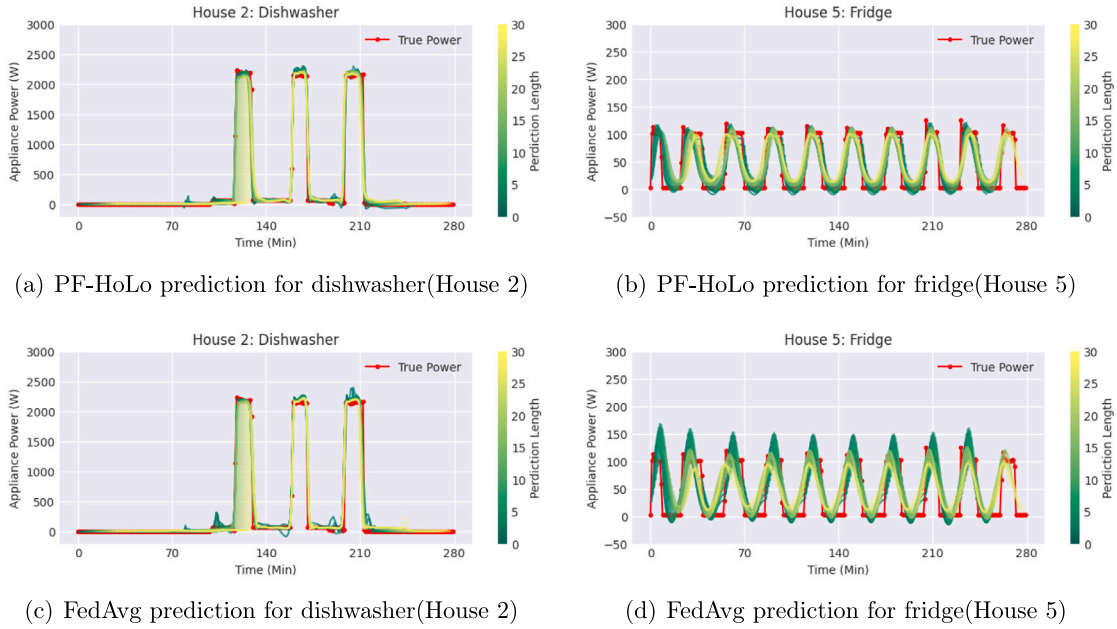 House 2: Dishwasher
3000
2500
2000
1500
1000
500
0
Appliance Power (W)
True Power
0 70 140 210 280
Time (Min)
30
25
20
15
10
5
0
Perdiction Length
(a) PF-HoLo prediction for dishwasher(House 2)
House 5: Fridge
300
250
200
150
100
50
0
−50
Appliance Power (W)
True Power
0 70 140 210 280
Time (Min)
30
25
20
15
10
5
0
Perdiction Length
(b) PF-HoLo prediction for fridge(House 5)
House 2: Dishwasher
3000
2500
2000
1500
1000
500
0
Appliance Power (W)
True Power
0 70 140 210 280
Time (Min)
30
25
20
15
10
5
0
Perdiction Length
(c) FedAvg prediction for dishwasher(House 2)
House 5: Fridge
300
250
200
150
100
50
0
−50
Appliance Power (W)
True Power
0 70 140 210 280
Time (Min)
30
25
20
15
10
5
0
Perdiction Length
(d) FedAvg prediction for fridge(House 5)